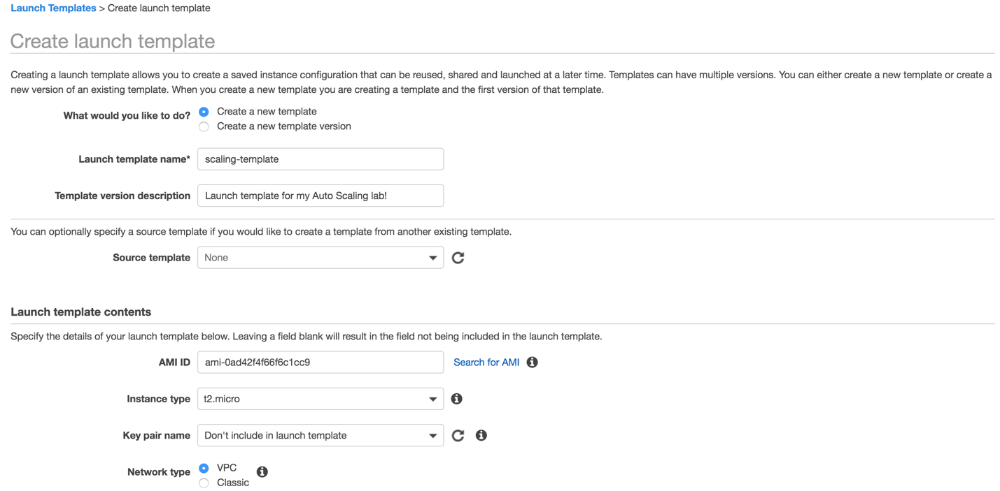 Launch Templates > Create launch template
Create launch template
Creating a launch template allows you to create a saved instance configuration that can be reused, shared and launched at a later time. Templates can have multiple versions. You can either create a new template or create a
new version of an existing template. When you create a new template you are creating a template and the first version of that template.
What would you like to do? Create a new template
Create a new template version
Launch template name* scaling-template
Template version description Launch template for my Auto Scaling lab!
You can optionally specify a source template if you would like to create a template from another existing template.
Source template None
Launch template contents
Specify the details of your launch template below. Leaving a field blank will result in the field not being included in the launch template.
AMI ID ami-0ad42f4f66f6c1cc9 Search for AMI
Instance type t2.micro
Key pair name Don't include in launch template
Network type VPC
Classic